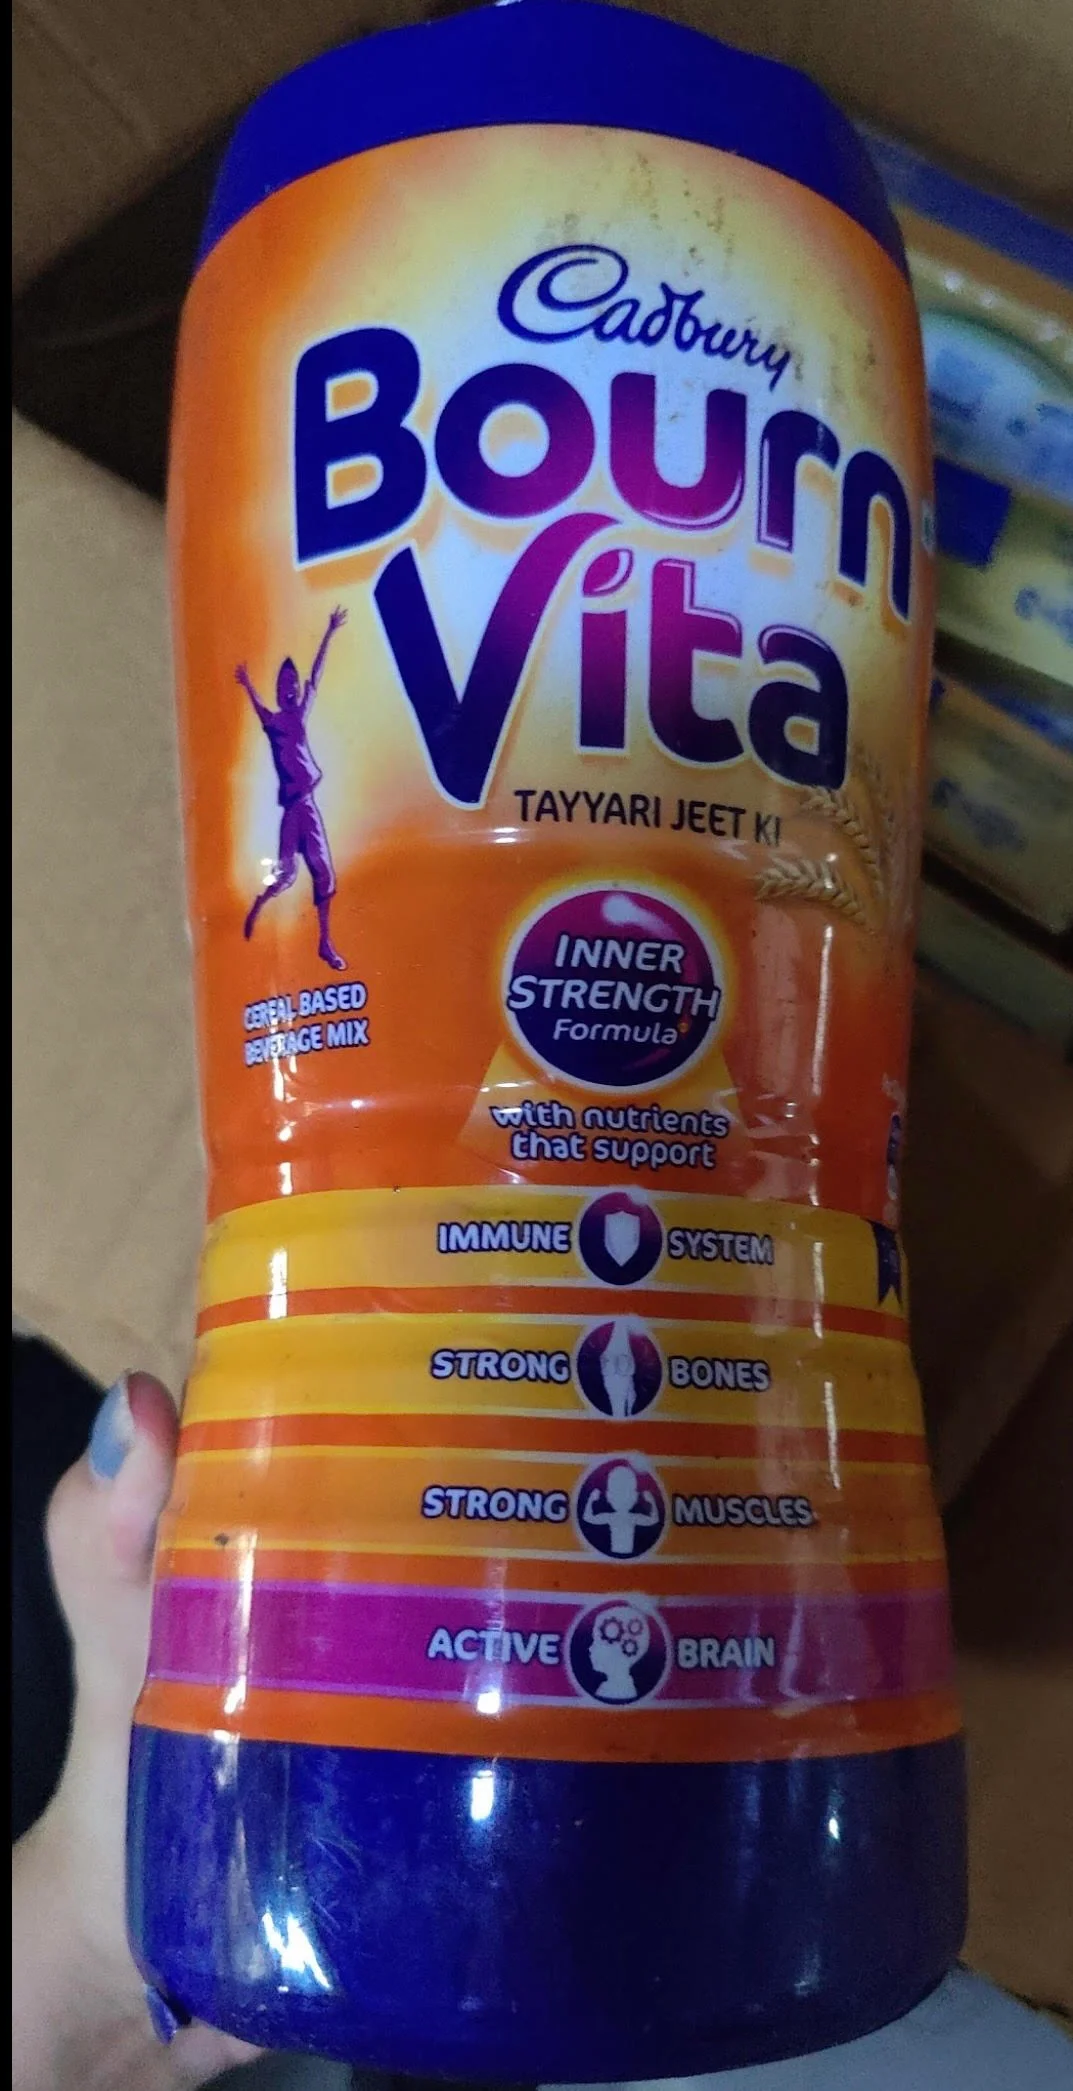 Cadbury
Bourn
Vita
TAYYARI JEET KI
INNER
STRENGTH
Formula
CEREAL BASED
BEVERAGE MIX
with nutrients
that support
IMMUNE SYSTEM
STRONG BONES
STRONG MUSCLES
ACTIVE BRAIN